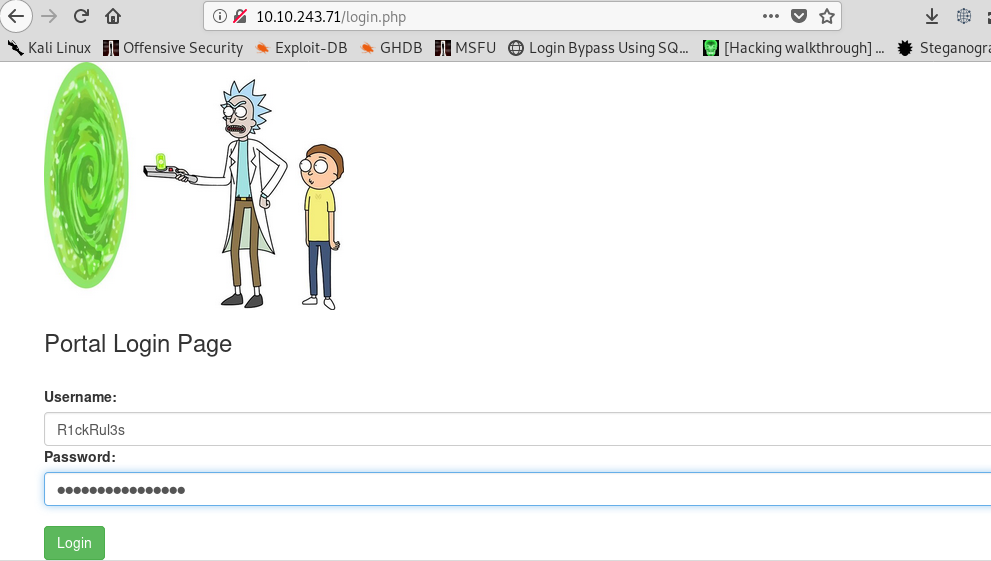 10.10.243.71/login.php
Kali Linux Offensive Security Exploit-DB GHDB MSFU Login Bypass Using SQ... [Hacking walkthrough] ... Steganogra
Portal Login Page
Username:
R1ckRul3s
Password:
●●●●●●●●●●●●●●●●
Login